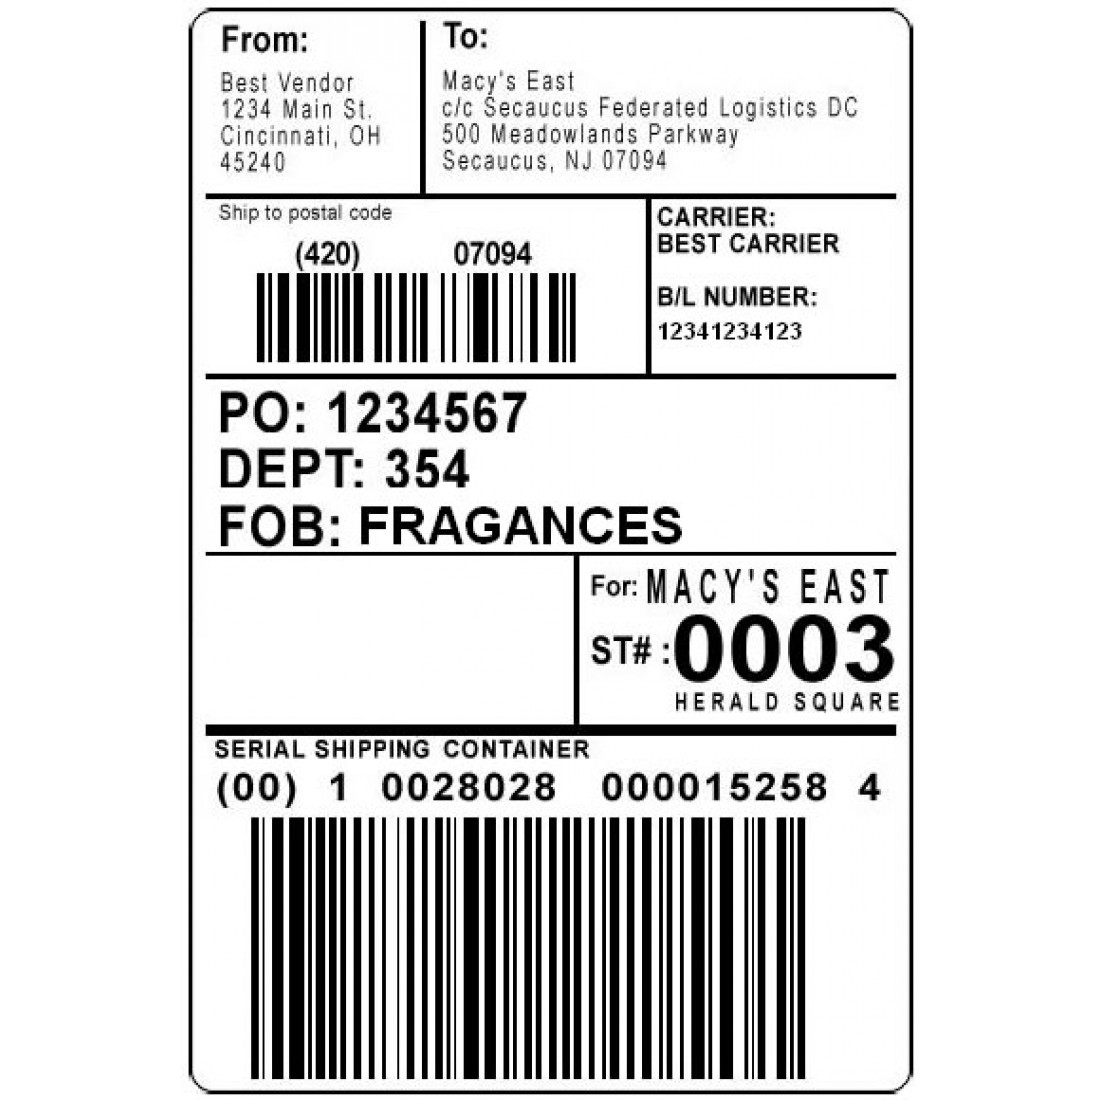 From:
Best Vendor
1234 Main St.
Cincinnati, OH
45240
To:
Macy's East
c/c Secaucus Federated Logistics DC
500 Meadowlands Parkway
Secaucus, NJ 07094
Ship to postal code
(420) 07094
CARRIER:
BEST CARRIER
B/L NUMBER:
12341234123
PO: 1234567
DEPT: 354
FOB: FRAGANCES
For: MACY'S EAST
ST# : 0003
HERALD SQUARE
SERIAL SHIPPING CONTAINER
(00) 1 0028028 000015258 4